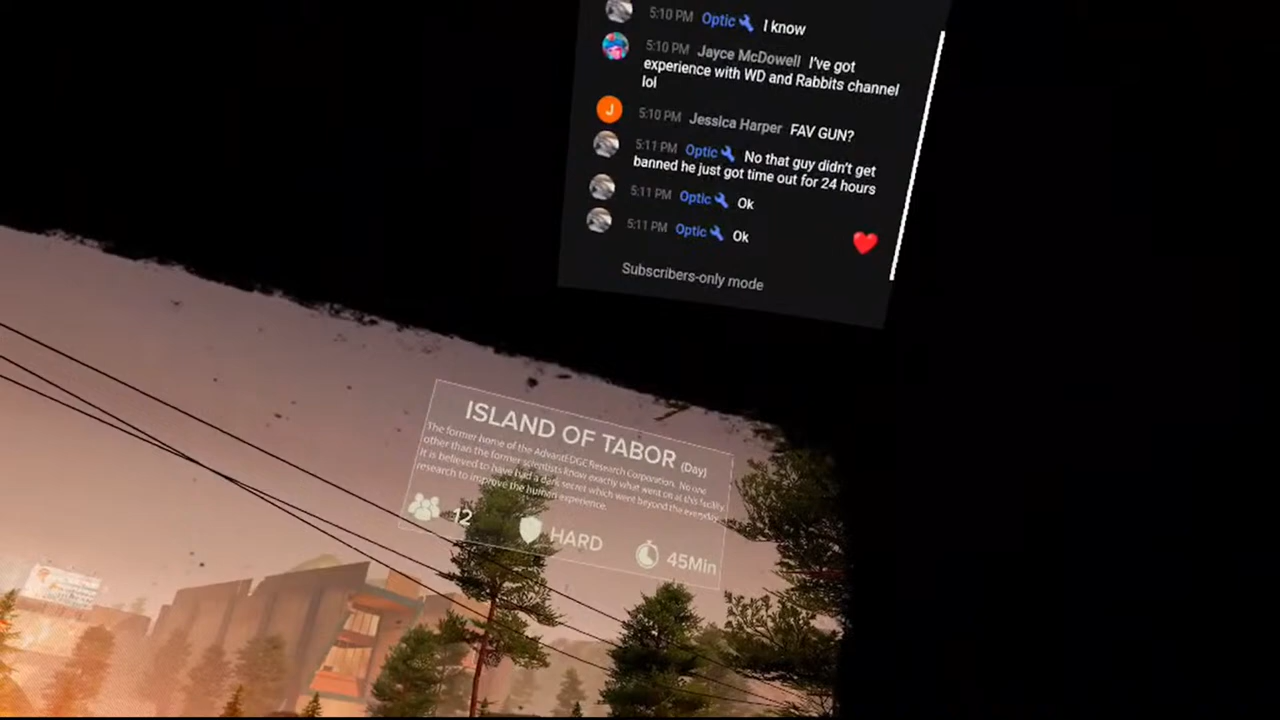 5:10 PM Optic I know
5:10 PM Jayce McDowell I've got
experience with WD and Rabbits channel
lol
J
5:10 PM Jessica Harper FAV GUN?
5:11 PM Optic No that guy didn't get
banned he just got time out for 24 hours
5:11 PM Optic Ok
5:11 PM Optic Ok
Subscribers-only mode
ISLAND OF TABOR (Day)
The former home of the AdvantEDGE Research Corporation. No one
other than the former scientists know exactly what went on at this facility.
It is believed to have had a dark secret which went beyond the everyday
research to improve the human experience.
12
HARD
45Min